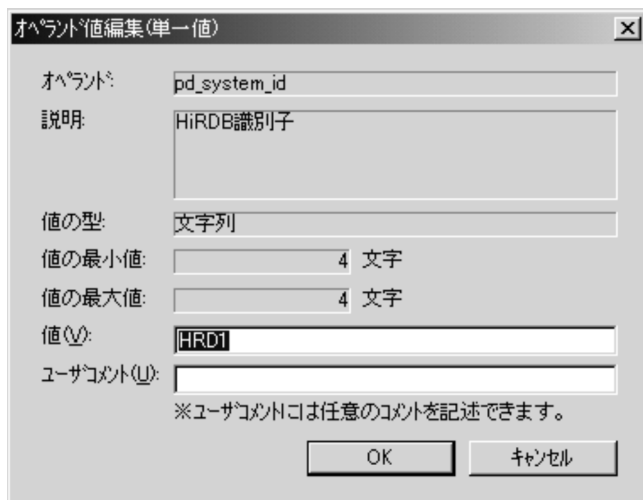 オペランド値編集(単一値)
オペランド: pd_system_id
説明: HiRDB識別子
値の型: 文字列
値の最小値: 4 文字
値の最大値: 4 文字
値(V): HRD1
ユーザコメント(U):
※ユーザコメントには任意のコメントを記述できます。
OK キャンセル